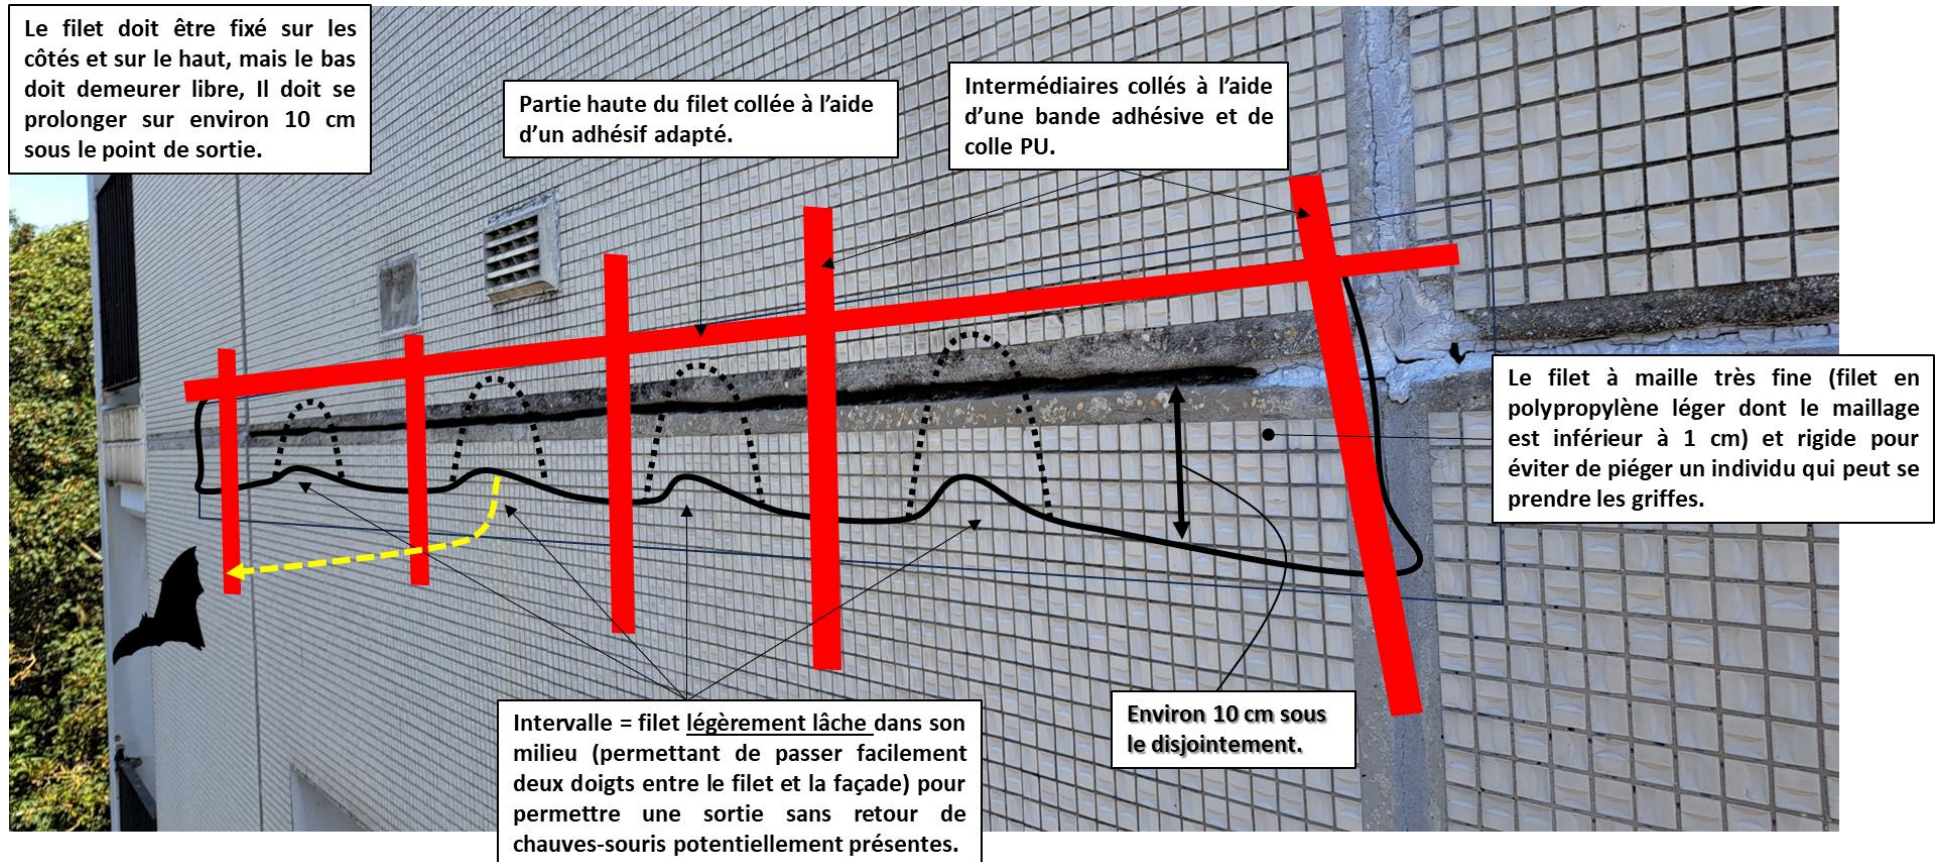 Le filet doit être fixé sur les
côtés et sur le haut, mais le bas
doit demeurer libre, Il doit se
prolonger sur environ 10 cm
sous le point de sortie.
Partie haute du filet collée à l’aide
d’un adhésif adapté.
Intermédiaires collés à l’aide
d’une bande adhésive et de
colle PU.
Le filet à maille très fine (filet en
polypropylène léger dont le maillage
est inférieur à 1 cm) et rigide pour
éviter de piéger un individu qui peut se
prendre les griffes.
Intervalle = filet légèrement lâche dans son
milieu (permettant de passer facilement
deux doigts entre le filet et la façade) pour
permettre une sortie sans retour de
chauves-souris potentiellement présentes.
Environ 10 cm sous
le disjointement.